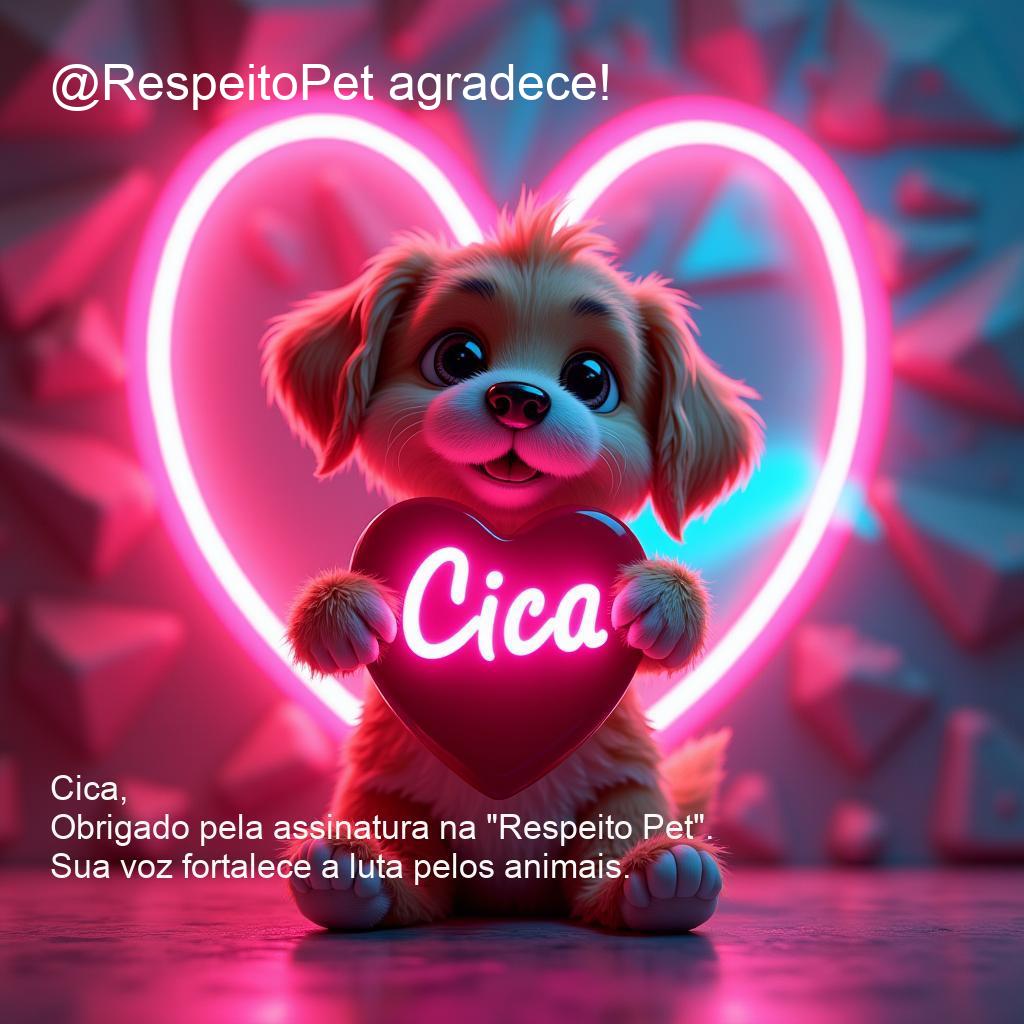 @RespeitoPet agradece!
Cica
Cica,
Obrigado pela assinatura na "Respeito Pet".
Sua voz fortalece a luta pelos animais.